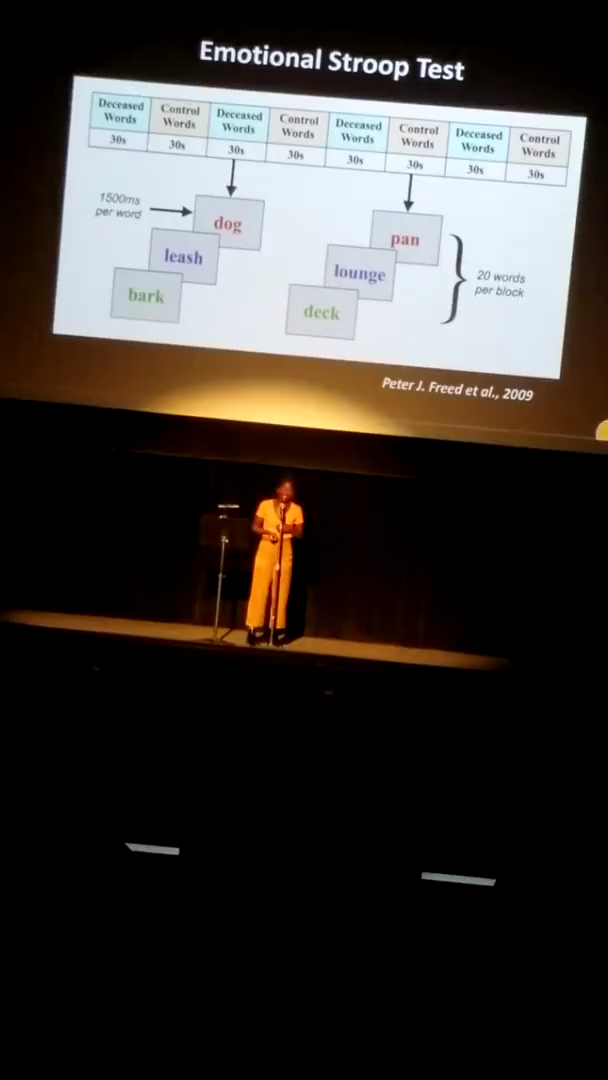 Emotional Stroop Test
Deceased Words Control Words Deceased Words Control Words Deceased Words Control Words Deceased Words Control Words
30s 30s 30s 30s 30s 30s 30s 30s
1500ms
per word
dog
leash
bark
pan
lounge
deck
20 words
per block
Peter J. Freed et al., 2009